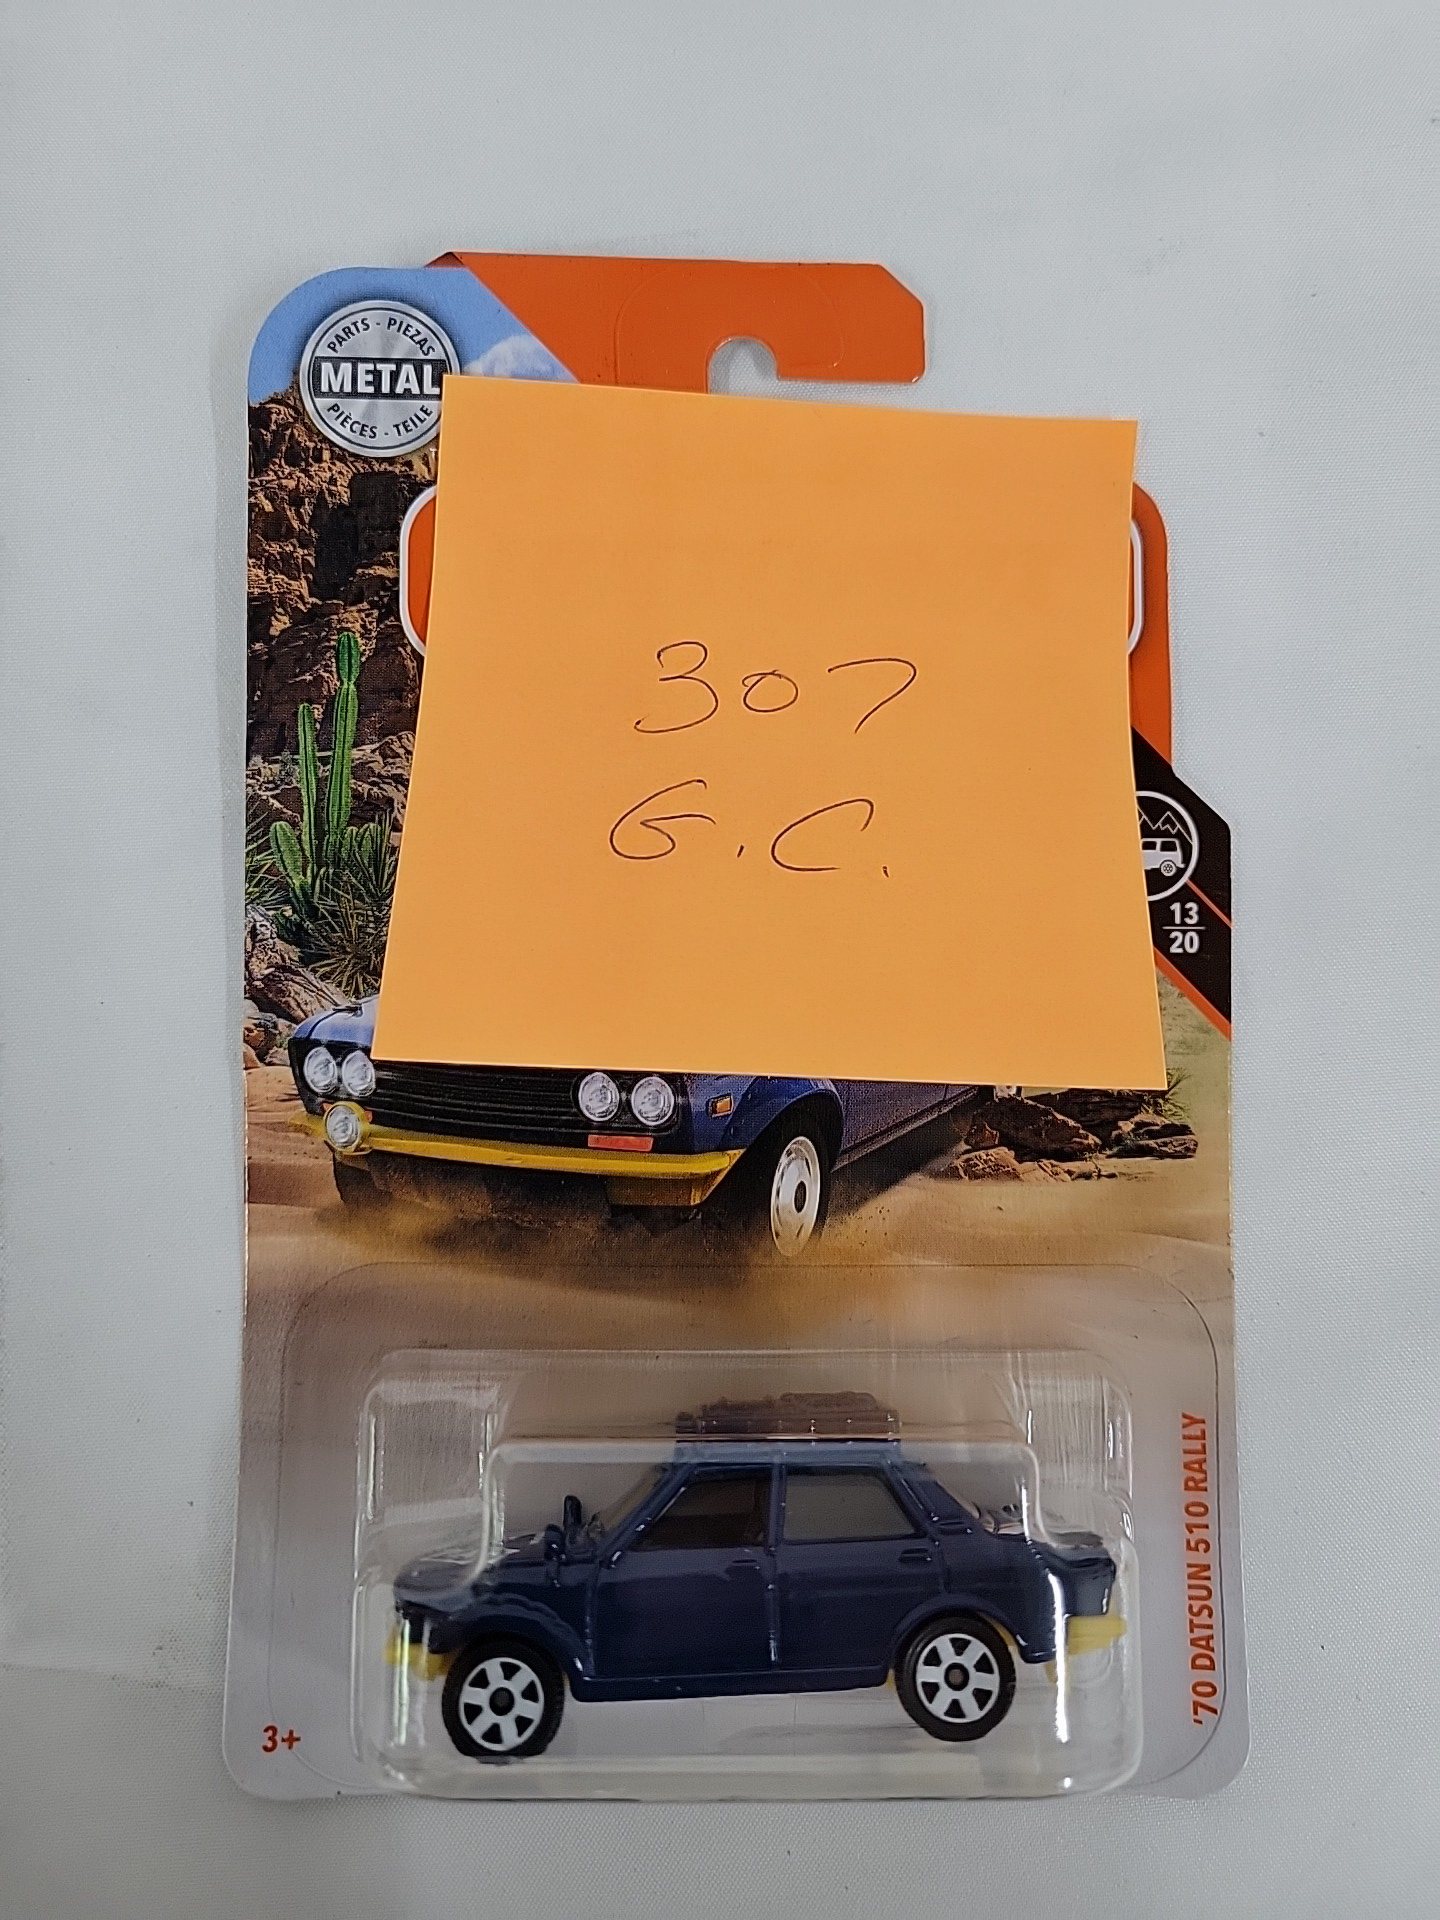 PARTS - PIEZAS
METAL
PIÈCES - TEILE
307
G.C.
13
20
'70 DATSUN 510 RALLY
3+